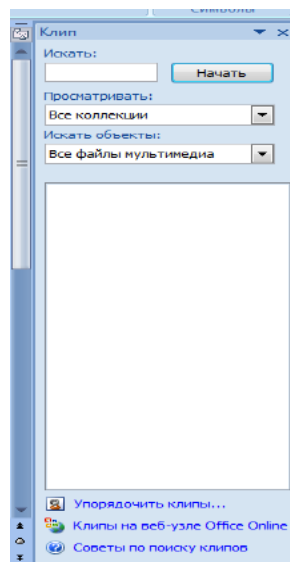 Символы
Клип
Искать:
Начать
Просматривать:
Все коллекции
Искать объекты:
Все файлы мультимедиа
Упорядочить клипы...
Клипы на веб-узле Office Online
Советы по поиску клипов